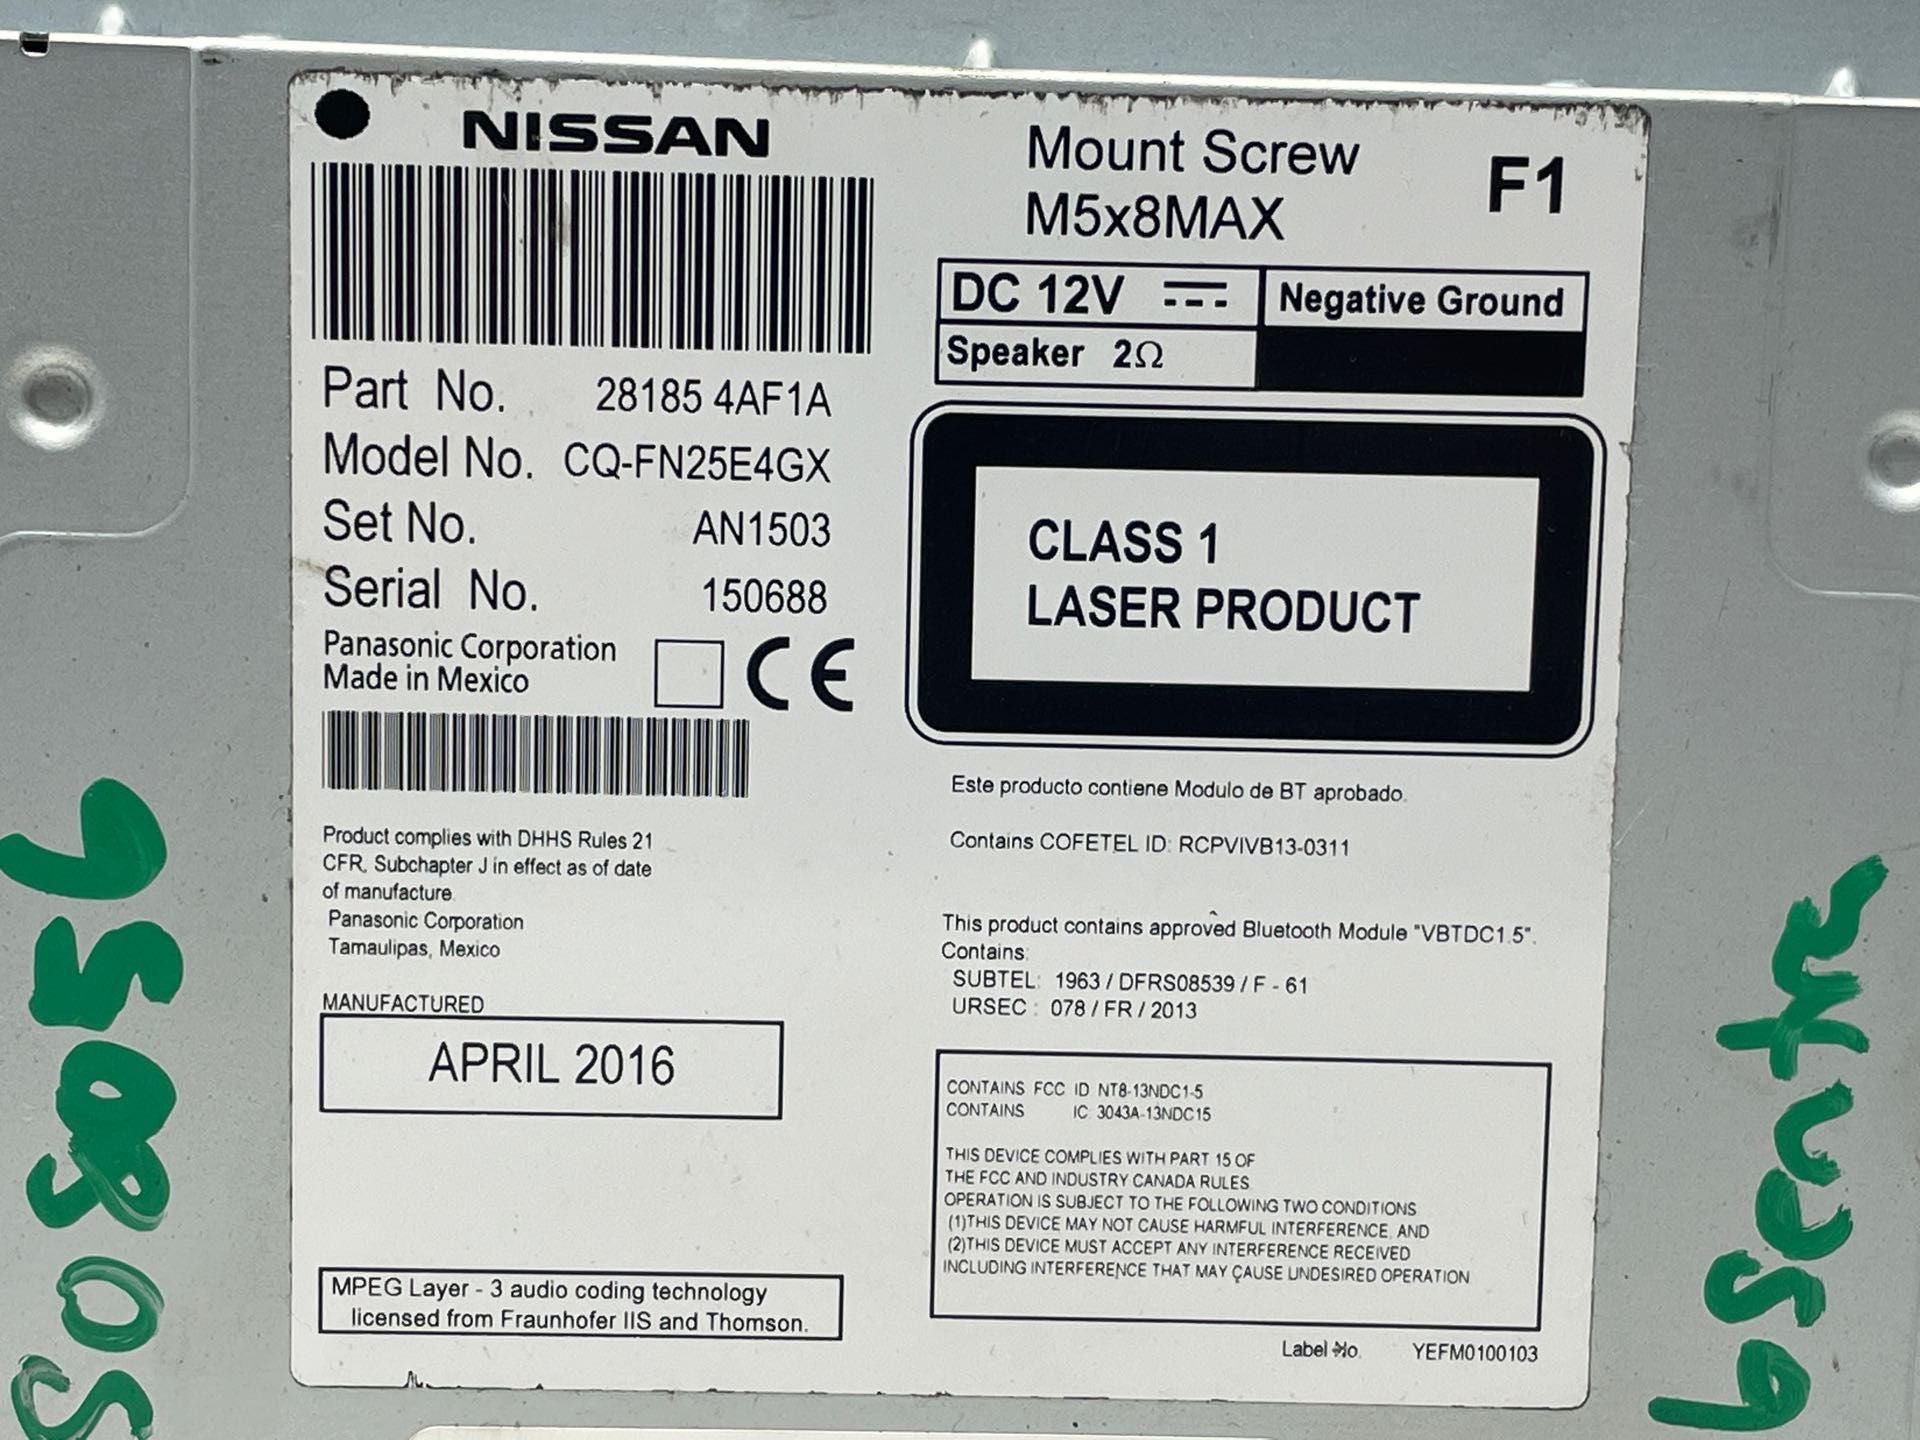 NISSAN
Part No. 28185 4AF1A
Model No. CQ-FN25E4GX
Set No. AN1503
Serial No. 150688
Panasonic Corporation
Made in Mexico
CE
Product complies with DHHS Rules 21
CFR, Subchapter J in effect as of date
of manufacture.
Panasonic Corporation
Tamaulipas, Mexico
MANUFACTURED
APRIL 2016
MPEG Layer - 3 audio coding technology
licensed from Fraunhofer IIS and Thomson.
Mount Screw
M5x8MAX
F1
DC 12V
Negative Ground
Speaker 2Ω
CLASS 1
LASER PRODUCT
Este producto contiene Modulo de BT aprobado.
Contains COFETEL ID: RCPVIVB13-0311
This product contains approved Bluetooth Module "VBTDC1.5".
Contains:
SUBTEL: 1963 / DFRS08539 / F - 61
URSEC : 078 / FR / 2013
CONTAINS FCC ID NT8-13NDC1-5
CONTAINS IC: 3043A-13NDC15
THIS DEVICE COMPLIES WITH PART 15 OF
THE FCC AND INDUSTRY CANADA RULES
OPERATION IS SUBJECT TO THE FOLLOWING TWO CONDITIONS
(1)THIS DEVICE MAY NOT CAUSE HARMFUL INTERFERENCE, AND
(2)THIS DEVICE MUST ACCEPT ANY INTERFERENCE RECEIVED
INCLUDING INTERFERENCE THAT MAY CAUSE UNDESIRED OPERATION
Label No. YEFM0100103